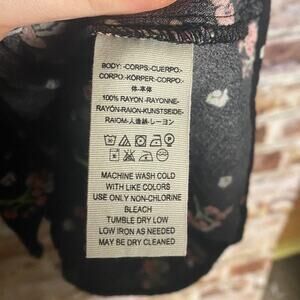 BODY:-CORPS:-CUERPO:-
CORPO:-KÖRPER:-CORPO:-
体:-本体
100% RAYON-RAYONNE-
RAYÓN-RAION-KUNSTSEIDE-
RAIOM-人造絲-レーヨン
MACHINE WASH COLD
WITH LIKE COLORS
USE ONLY NON-CHLORINE
BLEACH
TUMBLE DRY LOW
LOW IRON AS NEEDED
MAY BE DRY CLEANED